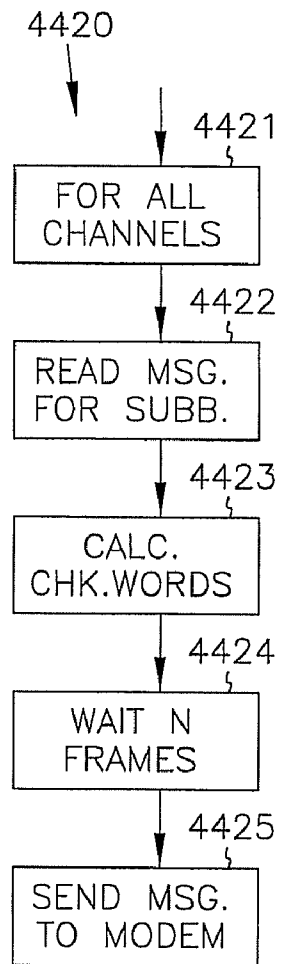 4420
4421
FOR ALL
CHANNELS
4422
READ MSG.
FOR SUBB.
4423
CALC.
CHK.WORDS
4424
WAIT N
FRAMES
4425
SEND MSG.
TO MODEM